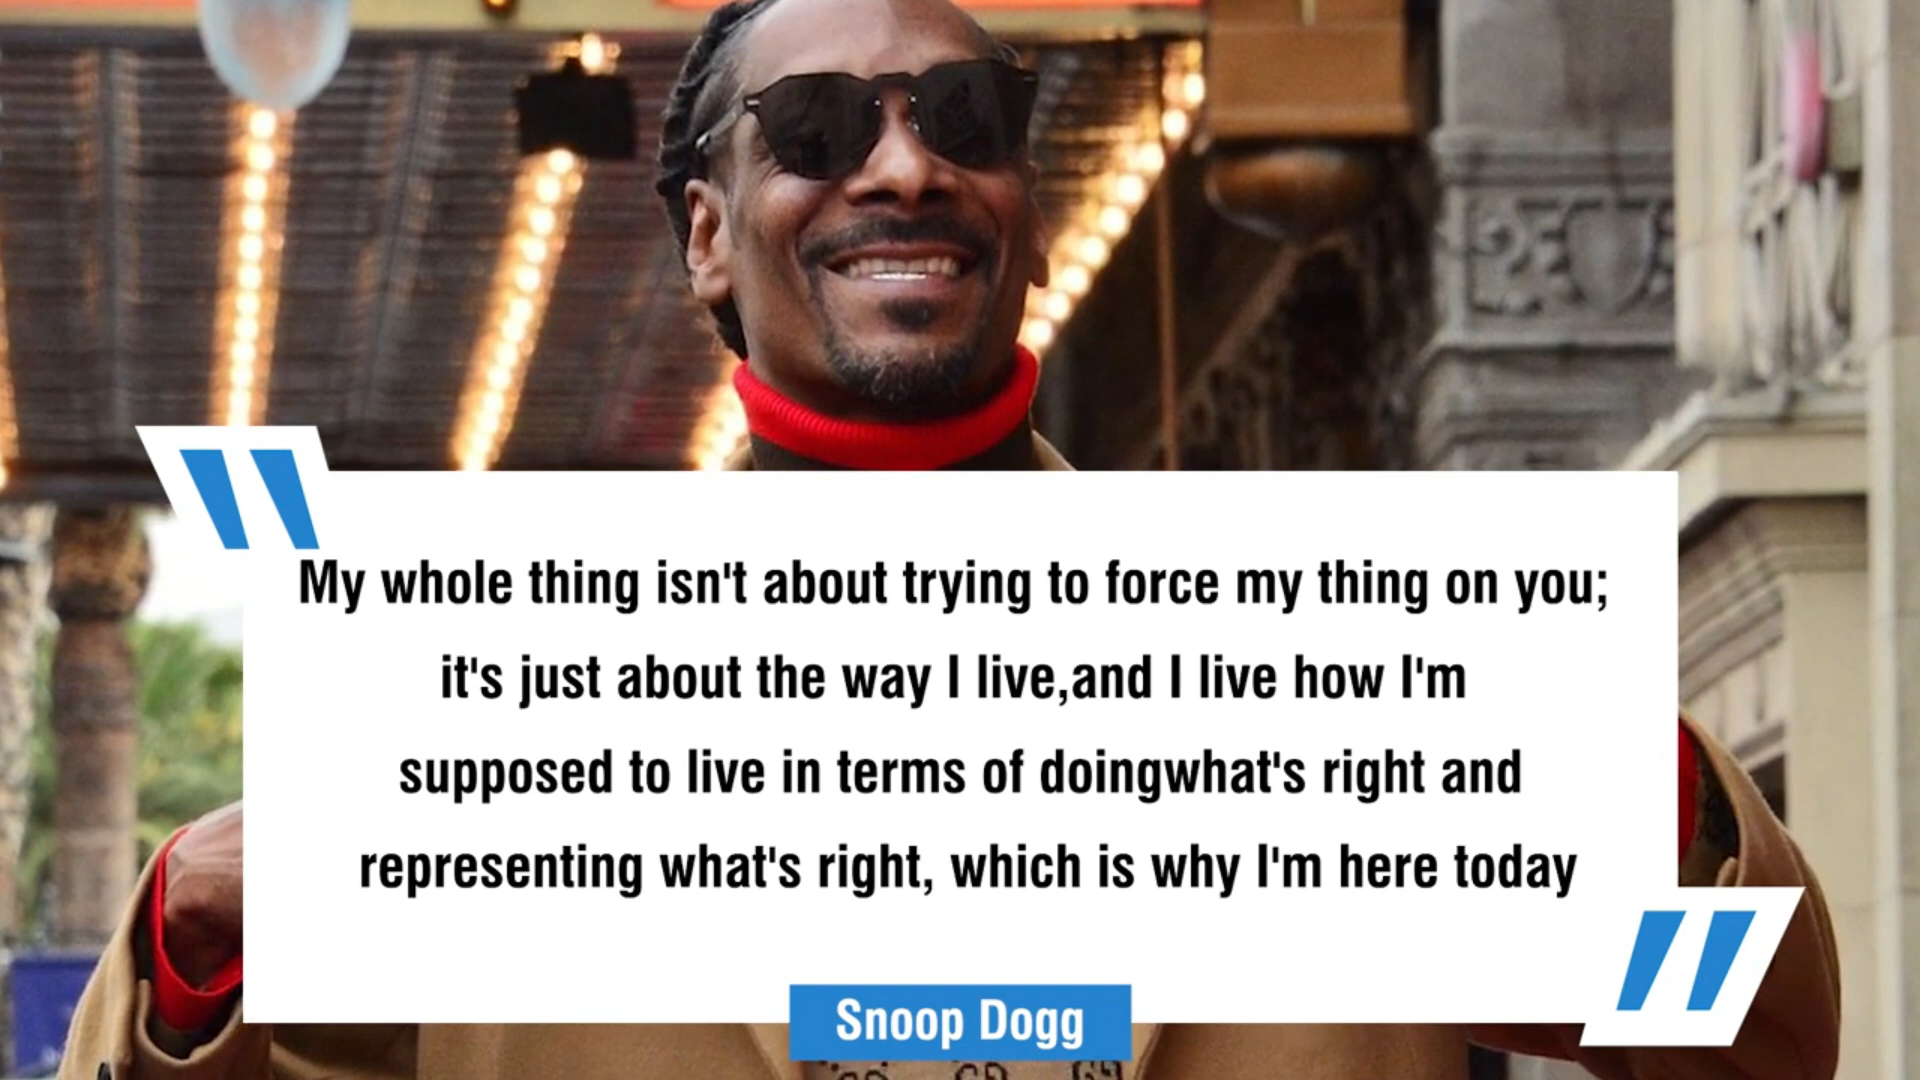 My whole thing isn't about trying to force my thing on you;
it's just about the way I live,and I live how I'm
supposed to live in terms of doingwhat's right and
representing what's right, which is why I'm here today
Snoop Dogg